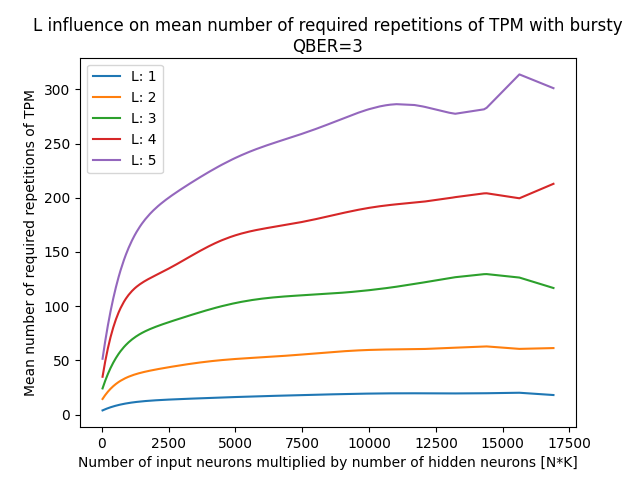 L influence on mean number of required repetitions of TPM with bursty
QBER=3
L: 1
L: 2
L: 3
L: 4
L: 5
Mean number of required repetitions of TPM
300
250
200
150
100
50
0
0 2500 5000 7500 10000 12500 15000 17500
Number of input neurons multiplied by number of hidden neurons [N*K]